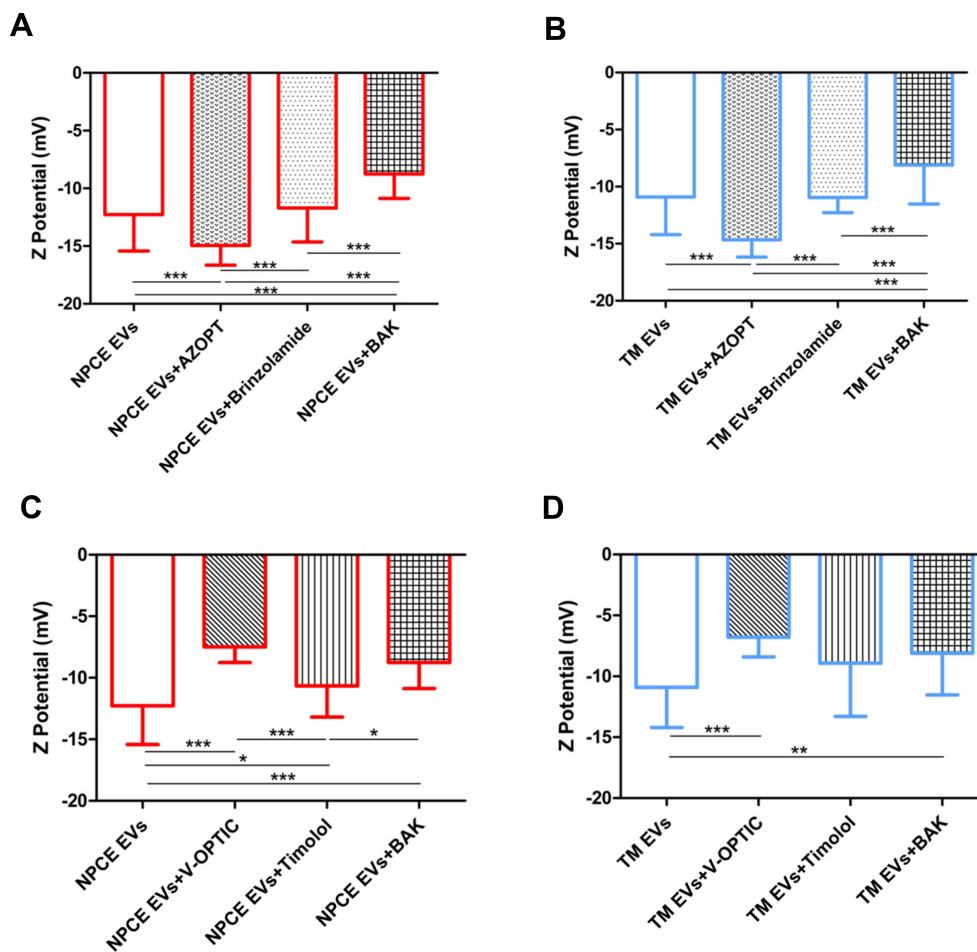 A
Z Potential (mV)
0
-5
-10
-15
-20
***
***
***
***
***
NPCE EVs
NPCE EVs+AZOPT
NPCE EVs+Brinzolamide
NPCE EVs+BAK
B
Z Potential (mV)
0
-5
-10
-15
-20
***
***
***
***
***
TM EVs
TM EVs+AZOPT
TM EVs+Brinzolamide
TM EVs+BAK
C
Z Potential (mV)
0
-5
-10
-15
-20
***
***
*
*
***
NPCE EVs
NPCE EVs+V-OPTIC
NPCE EVs+Timolol
NPCE EVs+BAK
D
Z Potential (mV)
0
-5
-10
-15
-20
***
**
TM EVs
TM EVs+V-OPTIC
TM EVs+Timolol
TM EVs+BAK